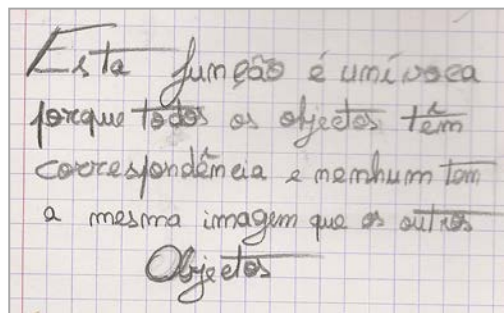 Esta função é unívoca
porque todos os objectos têm
correspondência e nenhum tem
a mesma imagem que os outros
Objectos